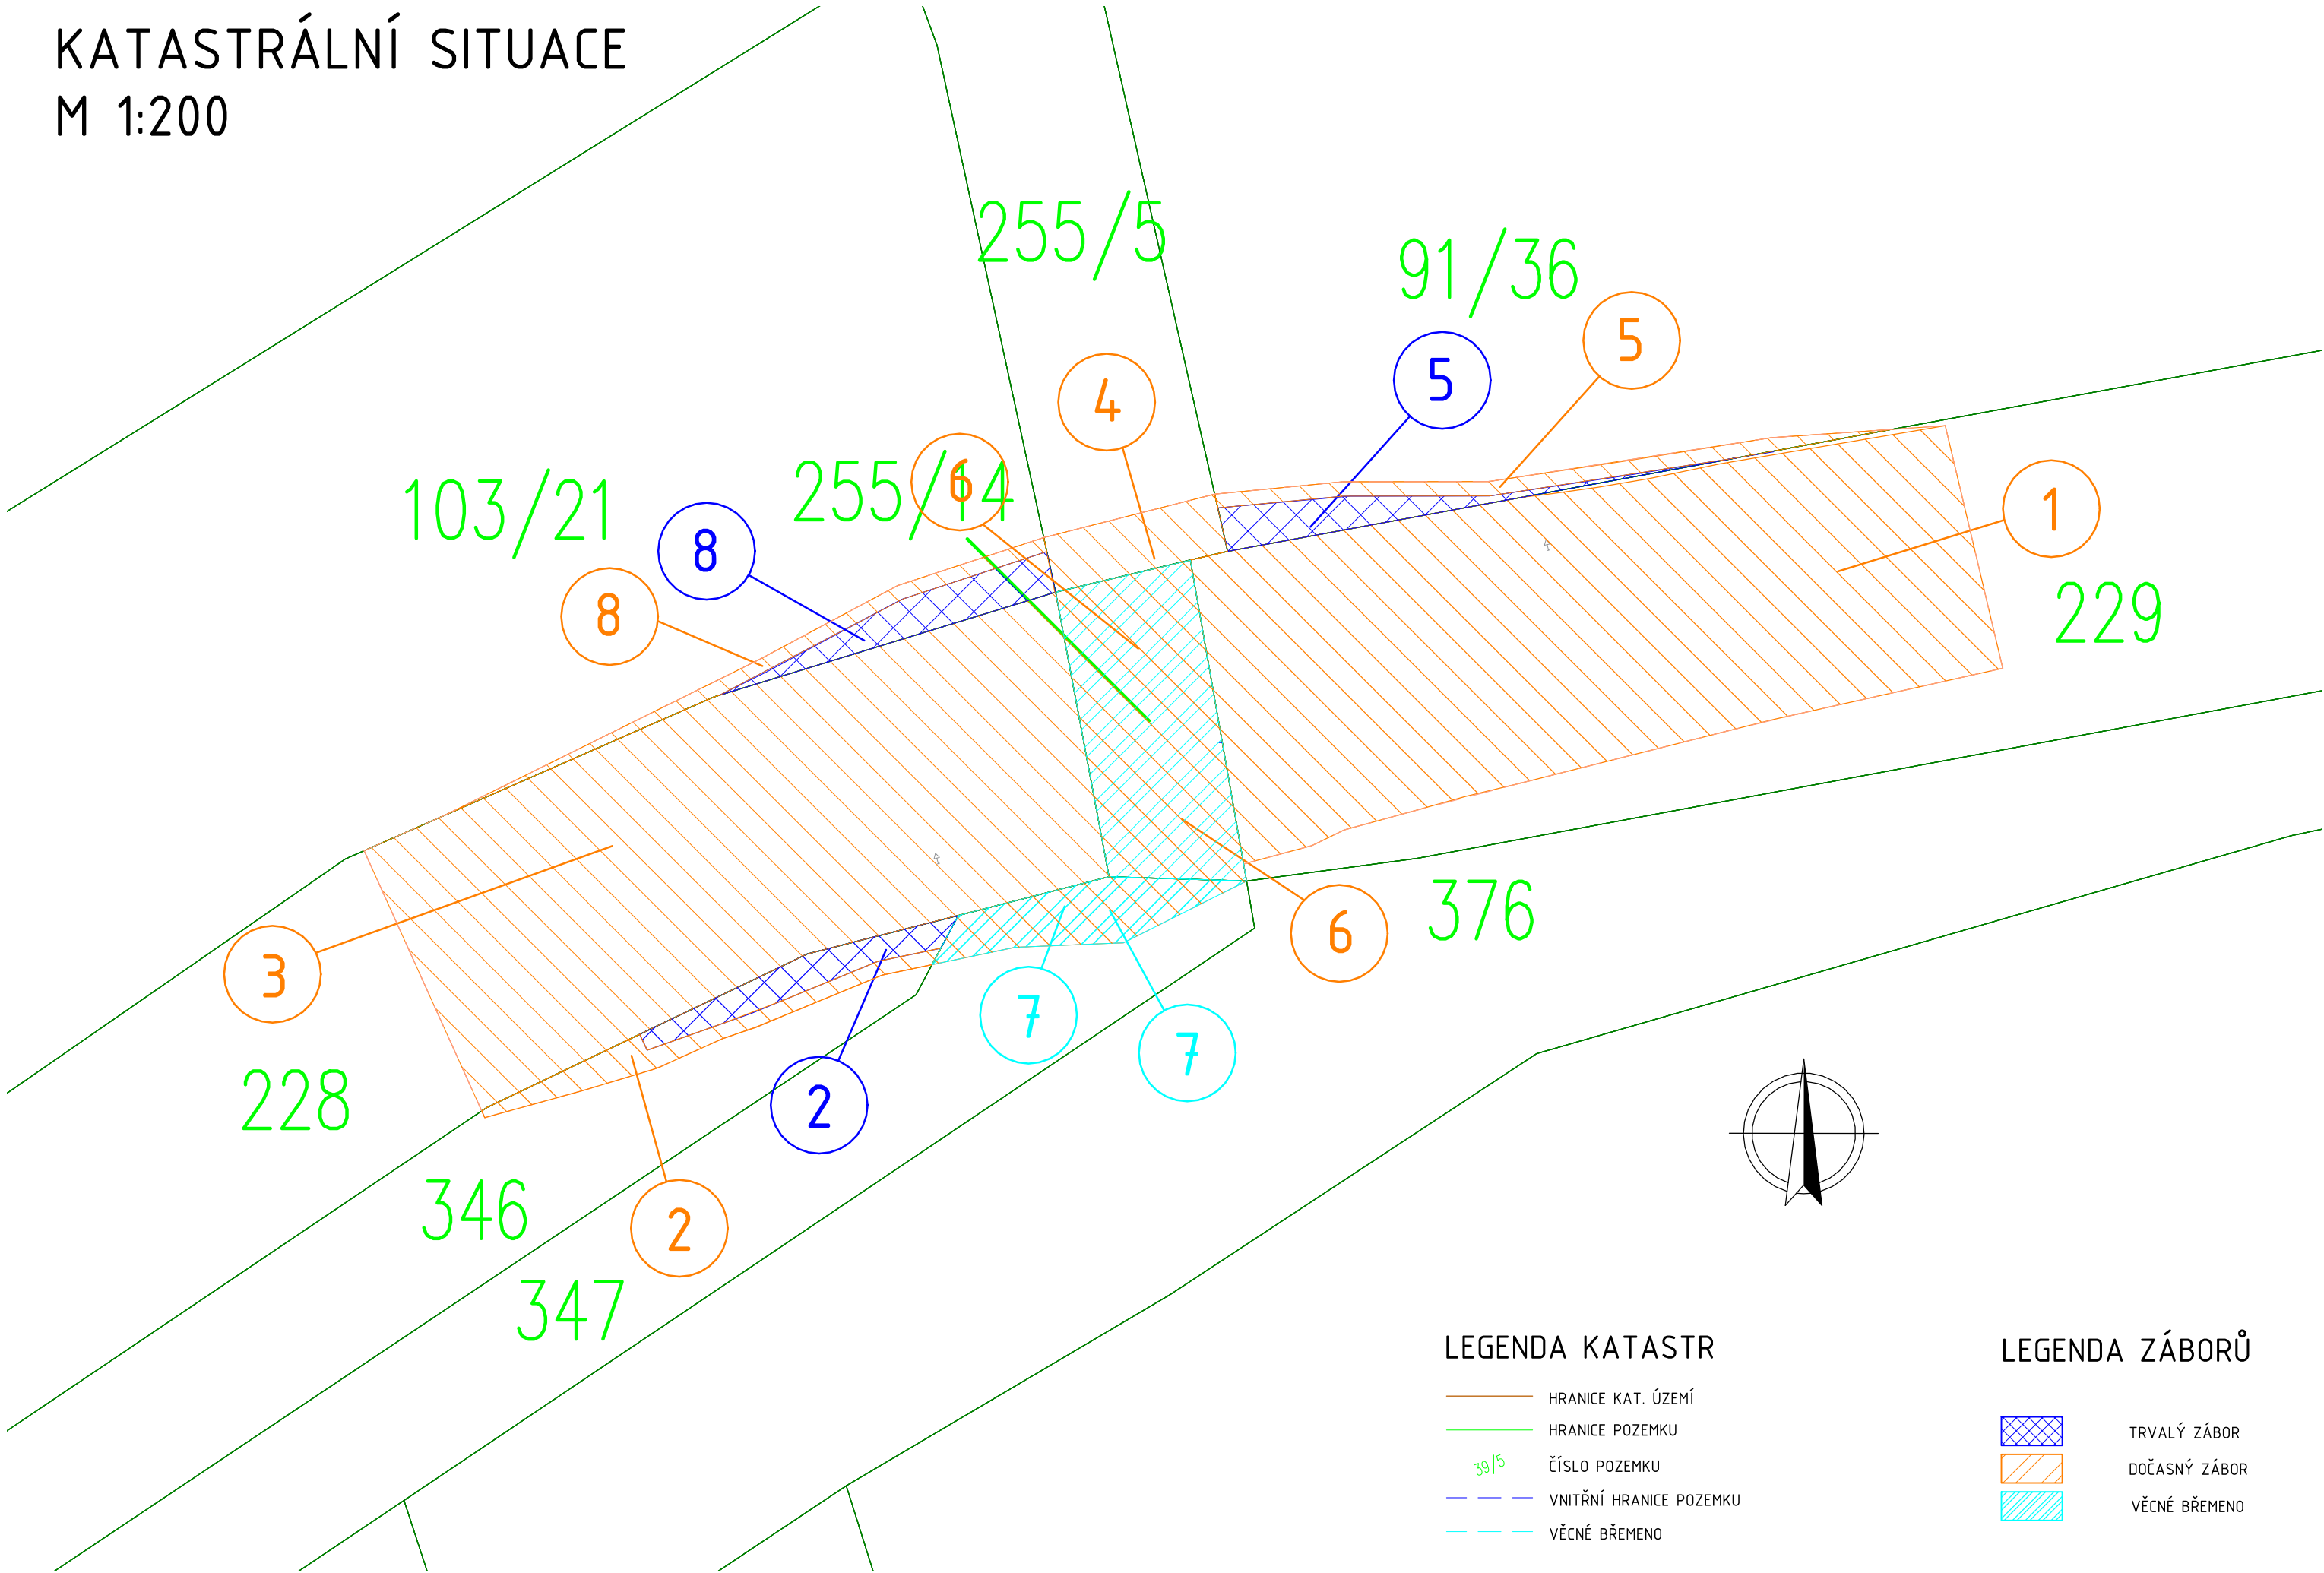 KATASTRÁLNÍ SITUACE
M 1:200
255/5
91/36
5
5
4
103/21
255/14
6
8
8
1
229
3
6
376
7
7
228
2
346
2
347
LEGENDA KATASTR
HRANICE KAT. ÚZEMÍ
HRANICE POZEMKU
39/5
ČÍSLO POZEMKU
VNITŘNÍ HRANICE POZEMKU
VĚCNÉ BŘEMENO
LEGENDA ZÁBORŮ
TRVALÝ ZÁBOR
DOČASNÝ ZÁBOR
VĚCNÉ BŘEMENO